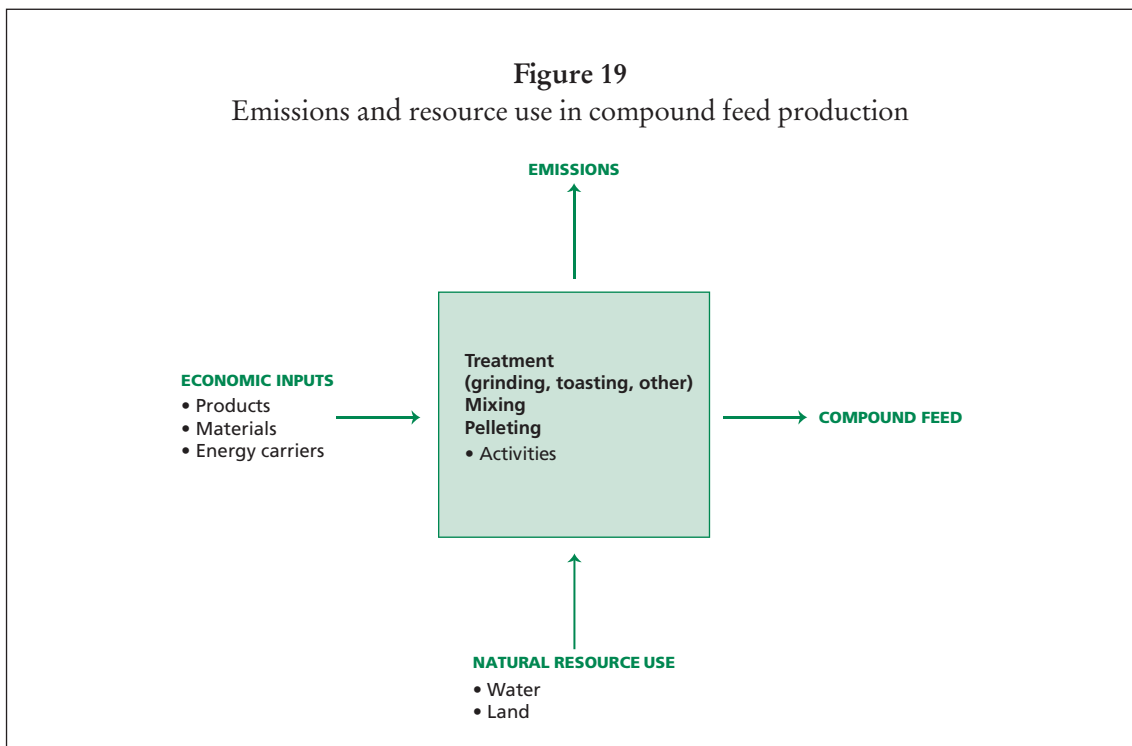 Figure 19
Emissions and resource use in compound feed production
EMISSIONS
ECONOMIC INPUTS
• Products
• Materials
• Energy carriers
Treatment
(grinding, toasting, other)
Mixing
Pelleting
• Activities
COMPOUND FEED
NATURAL RESOURCE USE
• Water
• Land